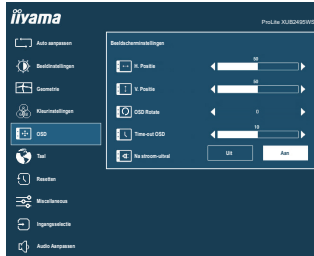 iiyama
ProLite XUB2495WS
Auto aanpassen
Beeldinstellingen
Geometrie
Kleurinstellingen
OSD
Taal
Resetten
Miscellaneous
Ingangsselectie
Audio Aanpassen
Beeldscherminstellingen
H. Positie
50
V. Positie
50
OSD Rotate
0
Time-out OSD
10
Na stroom-uitval
Uit
Aan